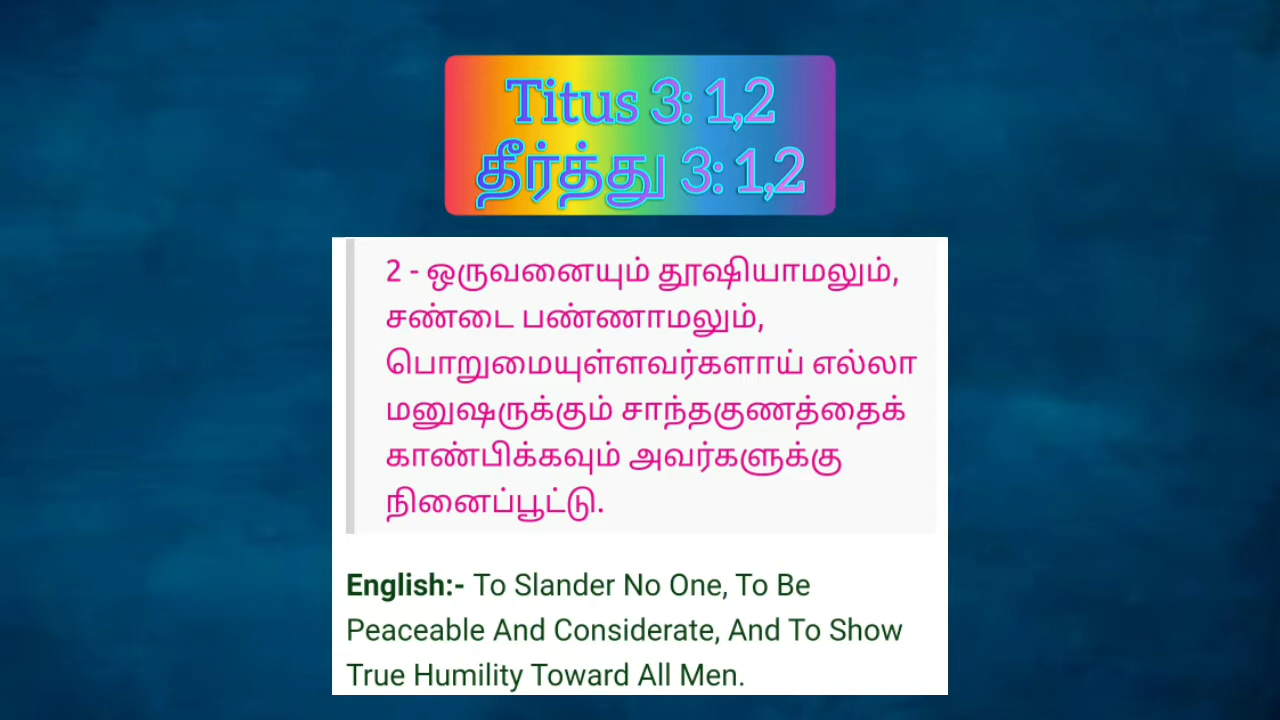 Titus 3: 1,2
தீர்த்து 3: 1,2
2 - ஒருவனையும் தூஷியாமலும்,
சண்டை பண்ணாமலும்,
பொறுமையுள்ளவர்களாய் எல்லா
மனுஷருக்கும் சாந்தகுணத்தைக்
காண்பிக்கவும் அவர்களுக்கு
நினைப்பூட்டு.
English:- To Slander No One, To Be
Peaceable And Considerate, And To Show
True Humility Toward All Men.